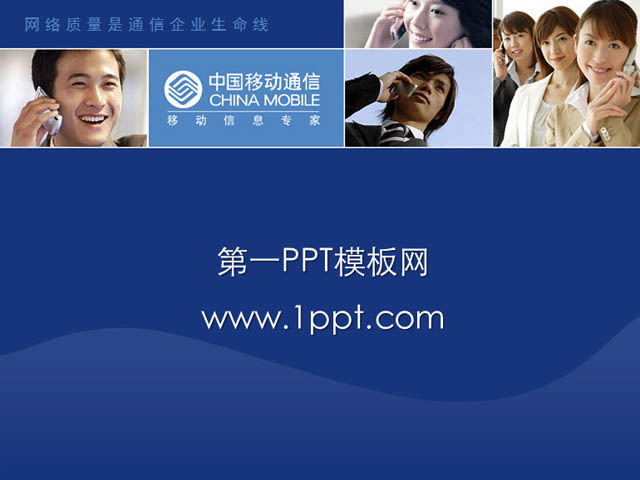 网络质量是通信企业生命线
中国移动通信
CHINA MOBILE
移动信息专家
第一PPT模板网
www.1ppt.com